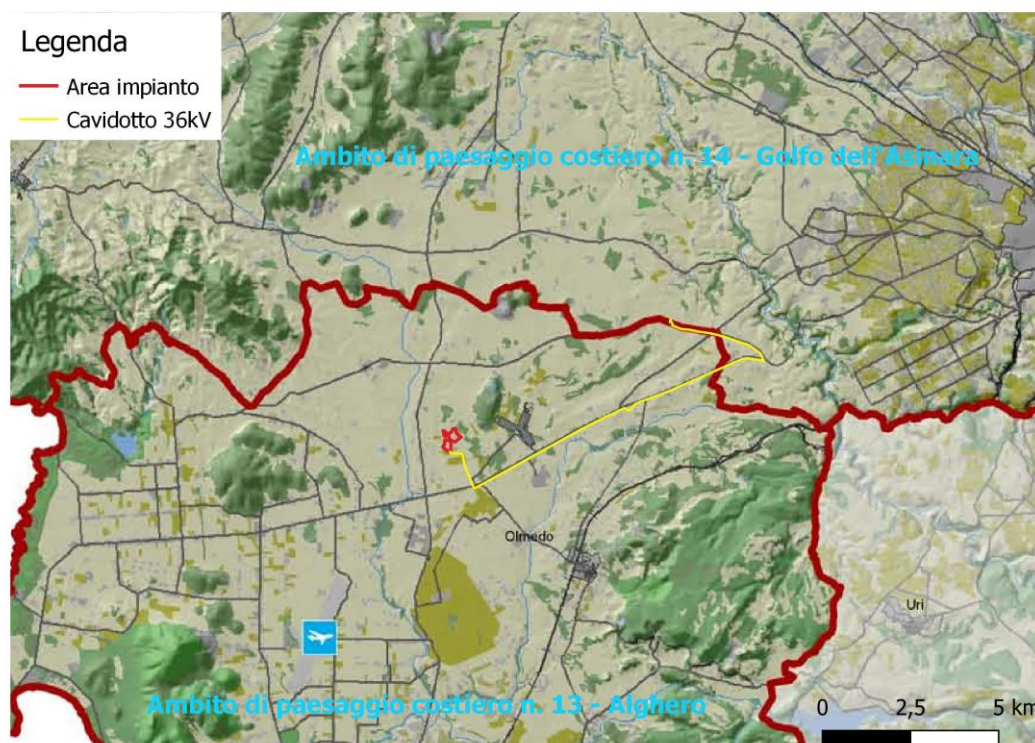 Legenda
Area impianto
Cavidotto 36kV
Ambito di paesaggio costiero n. 14 - Golfo dell'Asinara
Olmedo
Uri
Ambito di paesaggio costiero n. 13 - Alghero
0 2,5 5 km